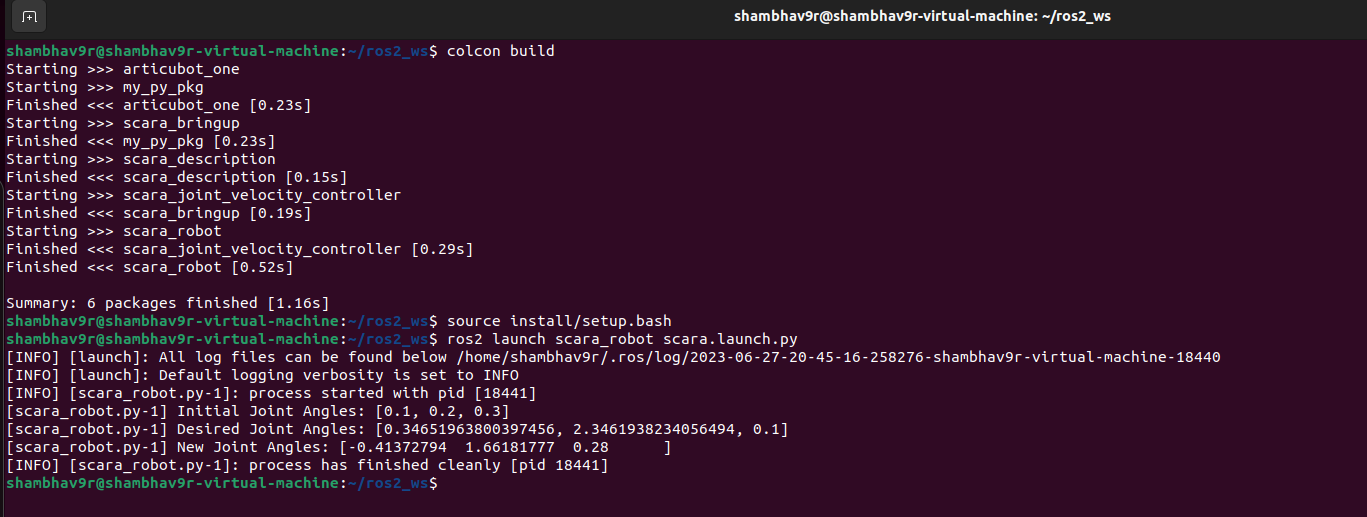 shambhav9r@shambhav9r-virtual-machine: ~/ros2_ws
shambhav9r@shambhav9r-virtual-machine:~/ros2_ws$ colcon build
Starting >>> articubot_one
Starting >>> my_py_pkg
Finished <<< articubot_one [0.23s]
Starting >>> scara_bringup
Finished <<< my_py_pkg [0.23s]
Starting >>> scara_description
Finished <<< scara_description [0.15s]
Starting >>> scara_joint_velocity_controller
Finished <<< scara_bringup [0.19s]
Starting >>> scara_robot
Finished <<< scara_joint_velocity_controller [0.29s]
Finished <<< scara_robot [0.52s]
Summary: 6 packages finished [1.16s]
shambhav9r@shambhav9r-virtual-machine:~/ros2_ws$ source install/setup.bash
shambhav9r@shambhav9r-virtual-machine:~/ros2_ws$ ros2 launch scara_robot scara.launch.py
[INFO] [launch]: All log files can be found below /home/shambhav9r/.ros/log/2023-06-27-20-45-16-258276-shambhav9r-virtual-machine-18440
[INFO] [launch]: Default logging verbosity is set to INFO
[INFO] [scara_robot.py-1]: process started with pid [18441]
[scara_robot.py-1] Initial Joint Angles: [0.1, 0.2, 0.3]
[scara_robot.py-1] Desired Joint Angles: [0.34651963800397456, 2.3461938234056494, 0.1]
[scara_robot.py-1] New Joint Angles: [-0.41372794  1.66181777  0.28      ]
[INFO] [scara_robot.py-1]: process has finished cleanly [pid 18441]
shambhav9r@shambhav9r-virtual-machine:~/ros2_ws$